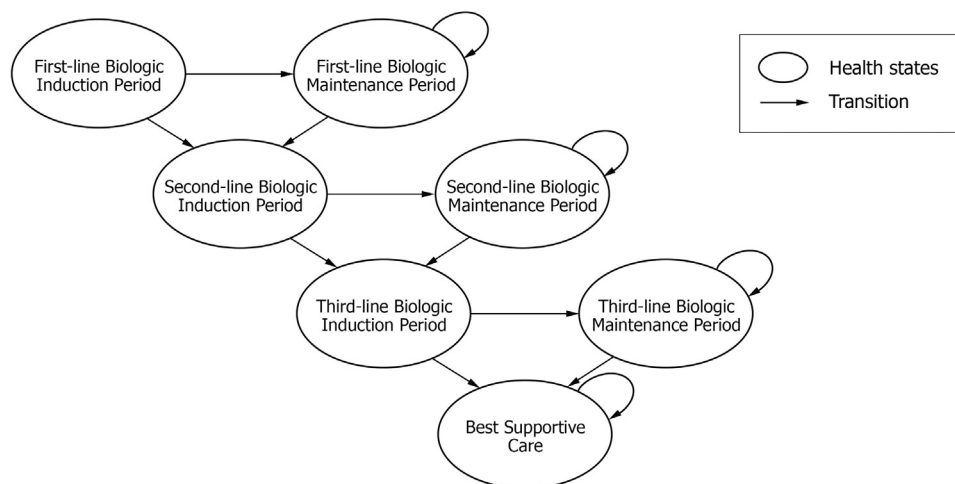 First-line Biologic
Induction Period
First-line Biologic
Maintenance Period
Health states
Transition
Second-line Biologic
Induction Period
Second-line Biologic
Maintenance Period
Third-line Biologic
Induction Period
Third-line Biologic
Maintenance Period
Best Supportive
Care